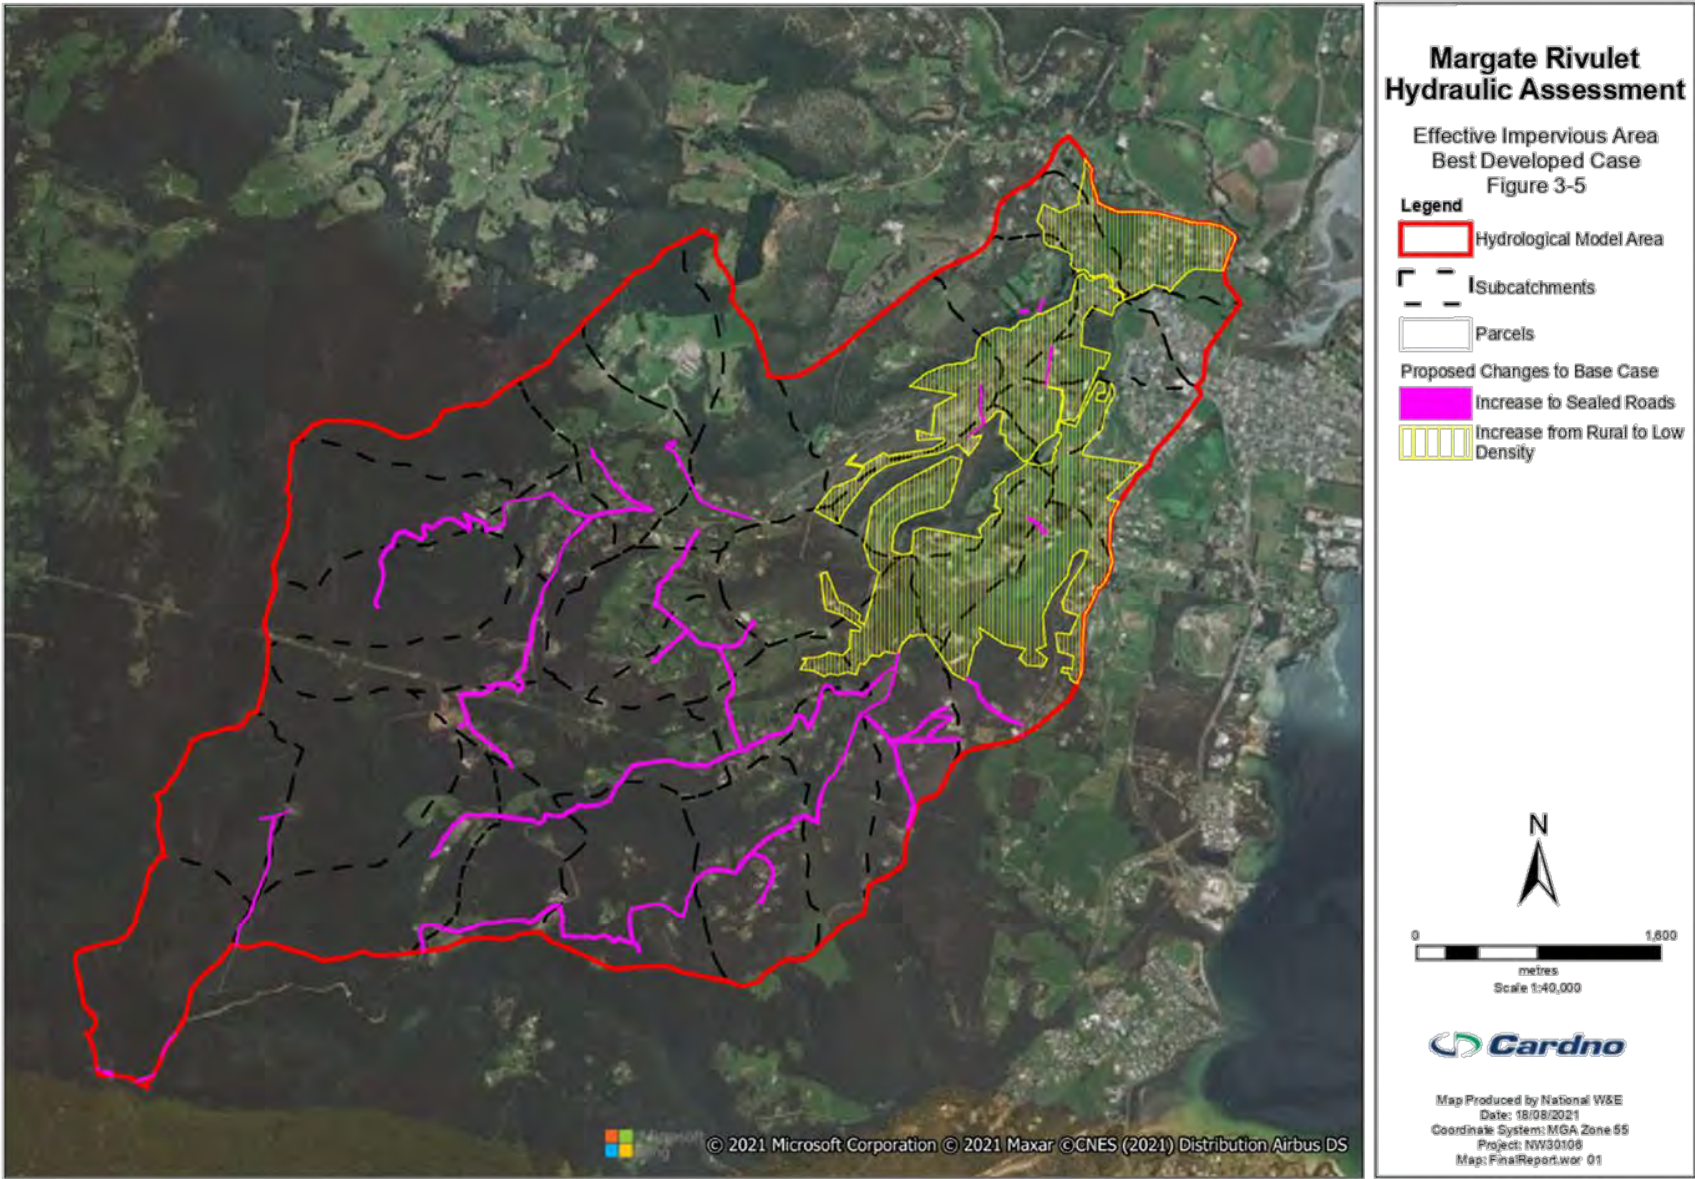 Margate Rivulet
Hydraulic Assessment
Effective Impervious Area
Best Developed Case
Figure 3-5
Legend
Hydrological Model Area
Subcatchments
Parcels
Proposed Changes to Base Case
Increase to Sealed Roads
Increase from Rural to Low
Density
N
0 1,600
metres
Scale 1:40,000
Cardno
Map Produced by National W&E
Date: 18/08/2021
Coordinate System: MGA Zone 55
Project: NW30106
Map: FinalReport.wor 01
Microsoft
Bing
© 2021 Microsoft Corporation © 2021 Maxar ©CNES (2021) Distribution Airbus DS